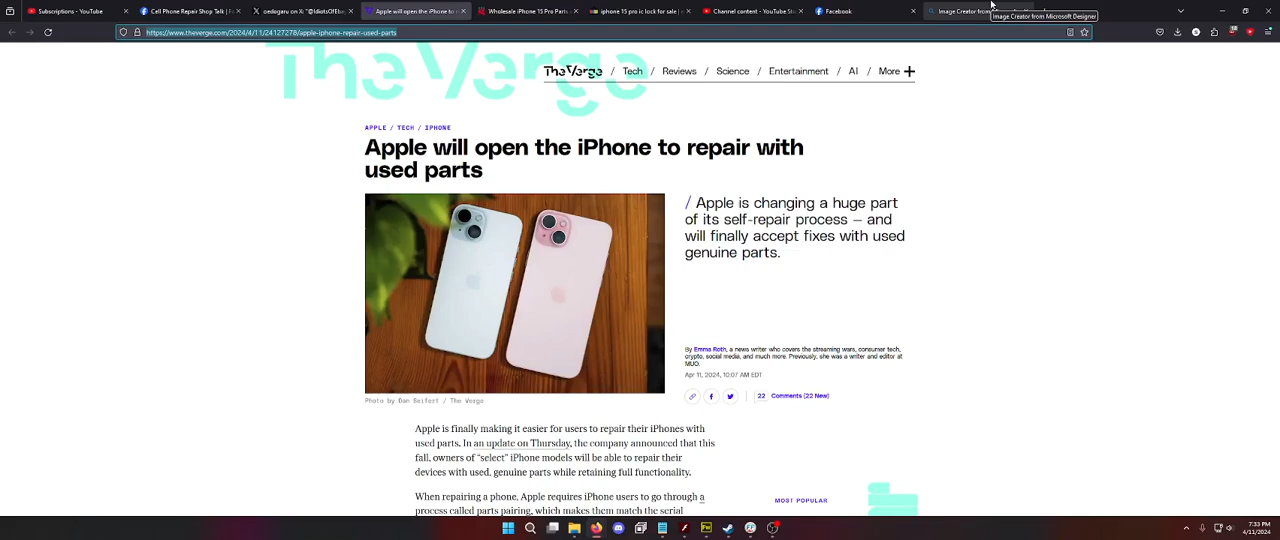 Subscriptions - YouTube
Cell Phone Repair Shop Talk | 
Apple will open the iPhone to r
Wholesale iPhone 15 Pro Parts
iphone 15 pro ic lock for sale |
Channel content - YouTube St
Facebook
Image Creator from
Image Creator from Microsoft Designer
https://www.theverge.com/2024/4/11/24127278/apple-iphone-repair-used-parts
The Verge
The Verge / Tech / Reviews / Science / Entertainment / AI / More +
APPLE / TECH / IPHONE
Apple will open the iPhone to repair with
used parts
/ Apple is changing a huge part
of its self-repair process — and
will finally accept fixes with used
genuine parts.
By Emma Roth, a news writer who covers the streaming wars, consumer tech,
crypto, social media, and much more. Previously, she was a writer and editor at
MUO.
Apr 11, 2024, 10:07 AM EDT
22 Comments (22 New)
Photo by Dan Seifert / The Verge
Apple is finally making it easier for users to repair their iPhones with
used parts. In an update on Thursday, the company announced that this
fall, owners of “select” iPhone models will be able to repair their
devices with used, genuine parts while retaining full functionality.
When repairing a phone, Apple requires iPhone users to go through a
process called parts pairing, which makes them match the serial
MOST POPULAR
7:33 PM
4/11/2024